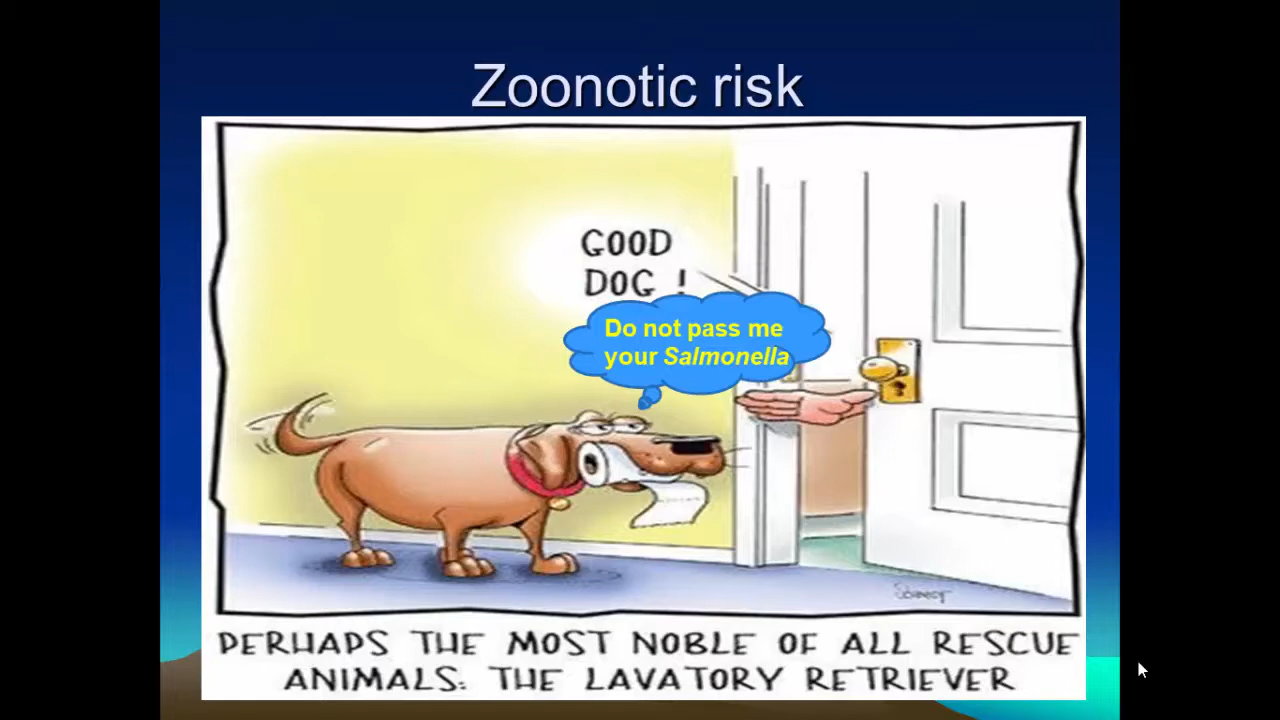 Zoonotic risk
GOOD
DOG !
Do not pass me
your Salmonella
PERHAPS THE MOST NOBLE OF ALL RESCUE
ANIMALS: THE LAVATORY RETRIEVER